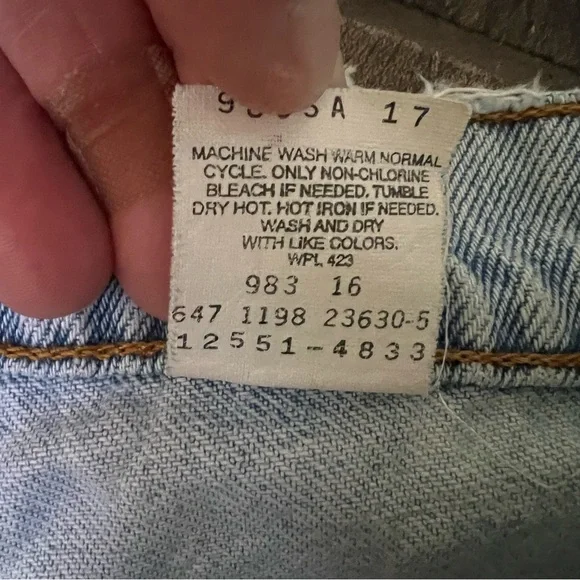 17
MACHINE WASH WARM NORMAL
CYCLE. ONLY NON-CHLORINE
BLEACH IF NEEDED. TUMBLE
DRY HOT. HOT IRON IF NEEDED.
WASH AND DRY
WITH LIKE COLORS.
WPL 423
983 16
647 1198 23630-5
12551-4833